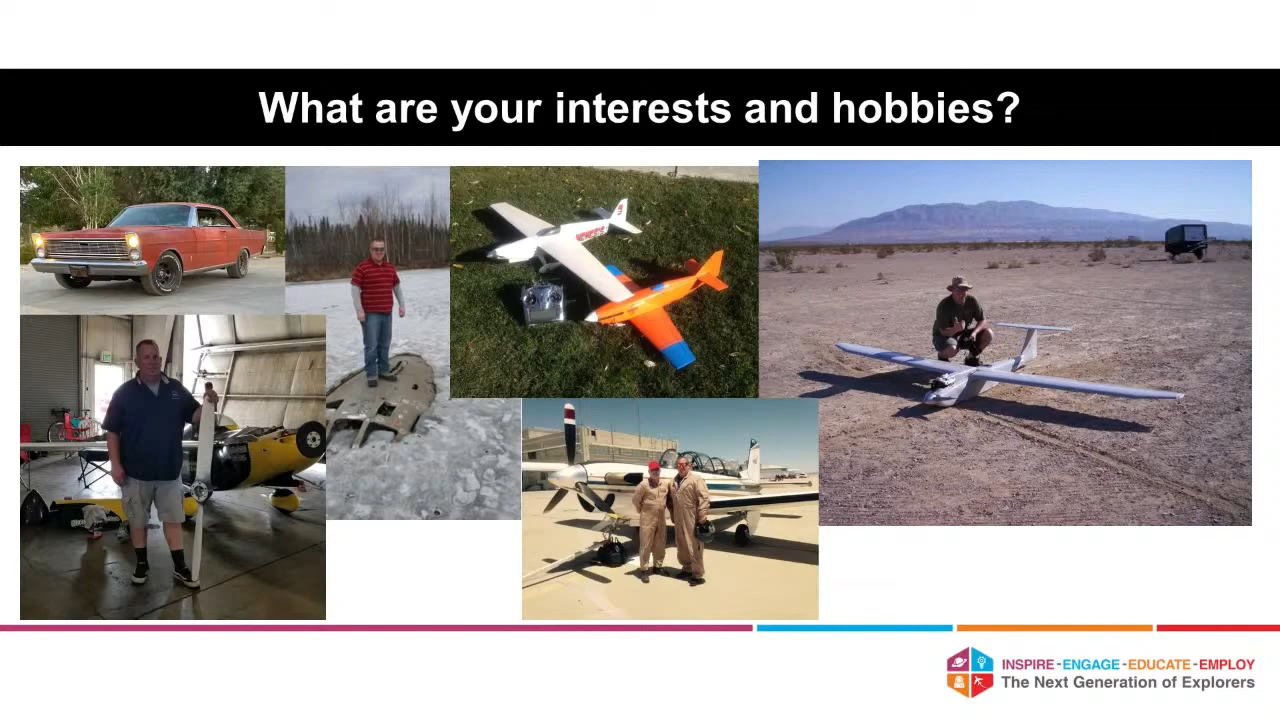 What are your interests and hobbies?
INSPIRE - ENGAGE - EDUCATE - EMPLOY
The Next Generation of Explorers